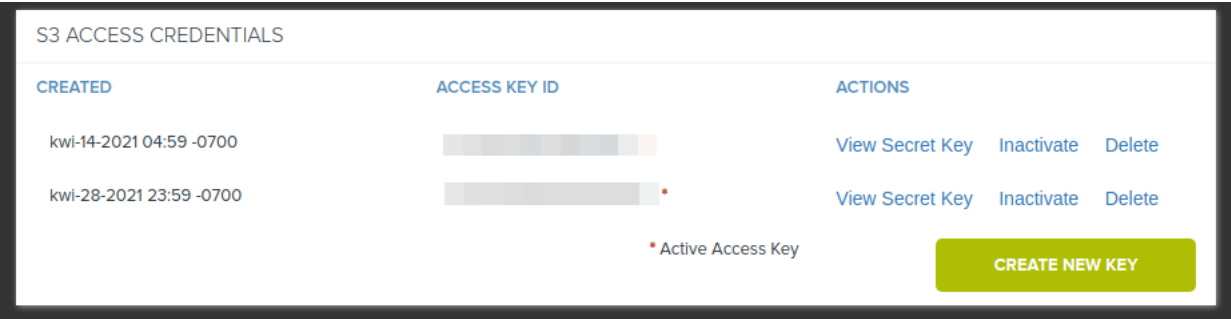 S3 ACCESS CREDENTIALS
CREATED ACCESS KEY ID ACTIONS
kwi-14-2021 04:59 -0700 View Secret Key Inactivate Delete
kwi-28-2021 23:59 -0700 * View Secret Key Inactivate Delete
* Active Access Key CREATE NEW KEY